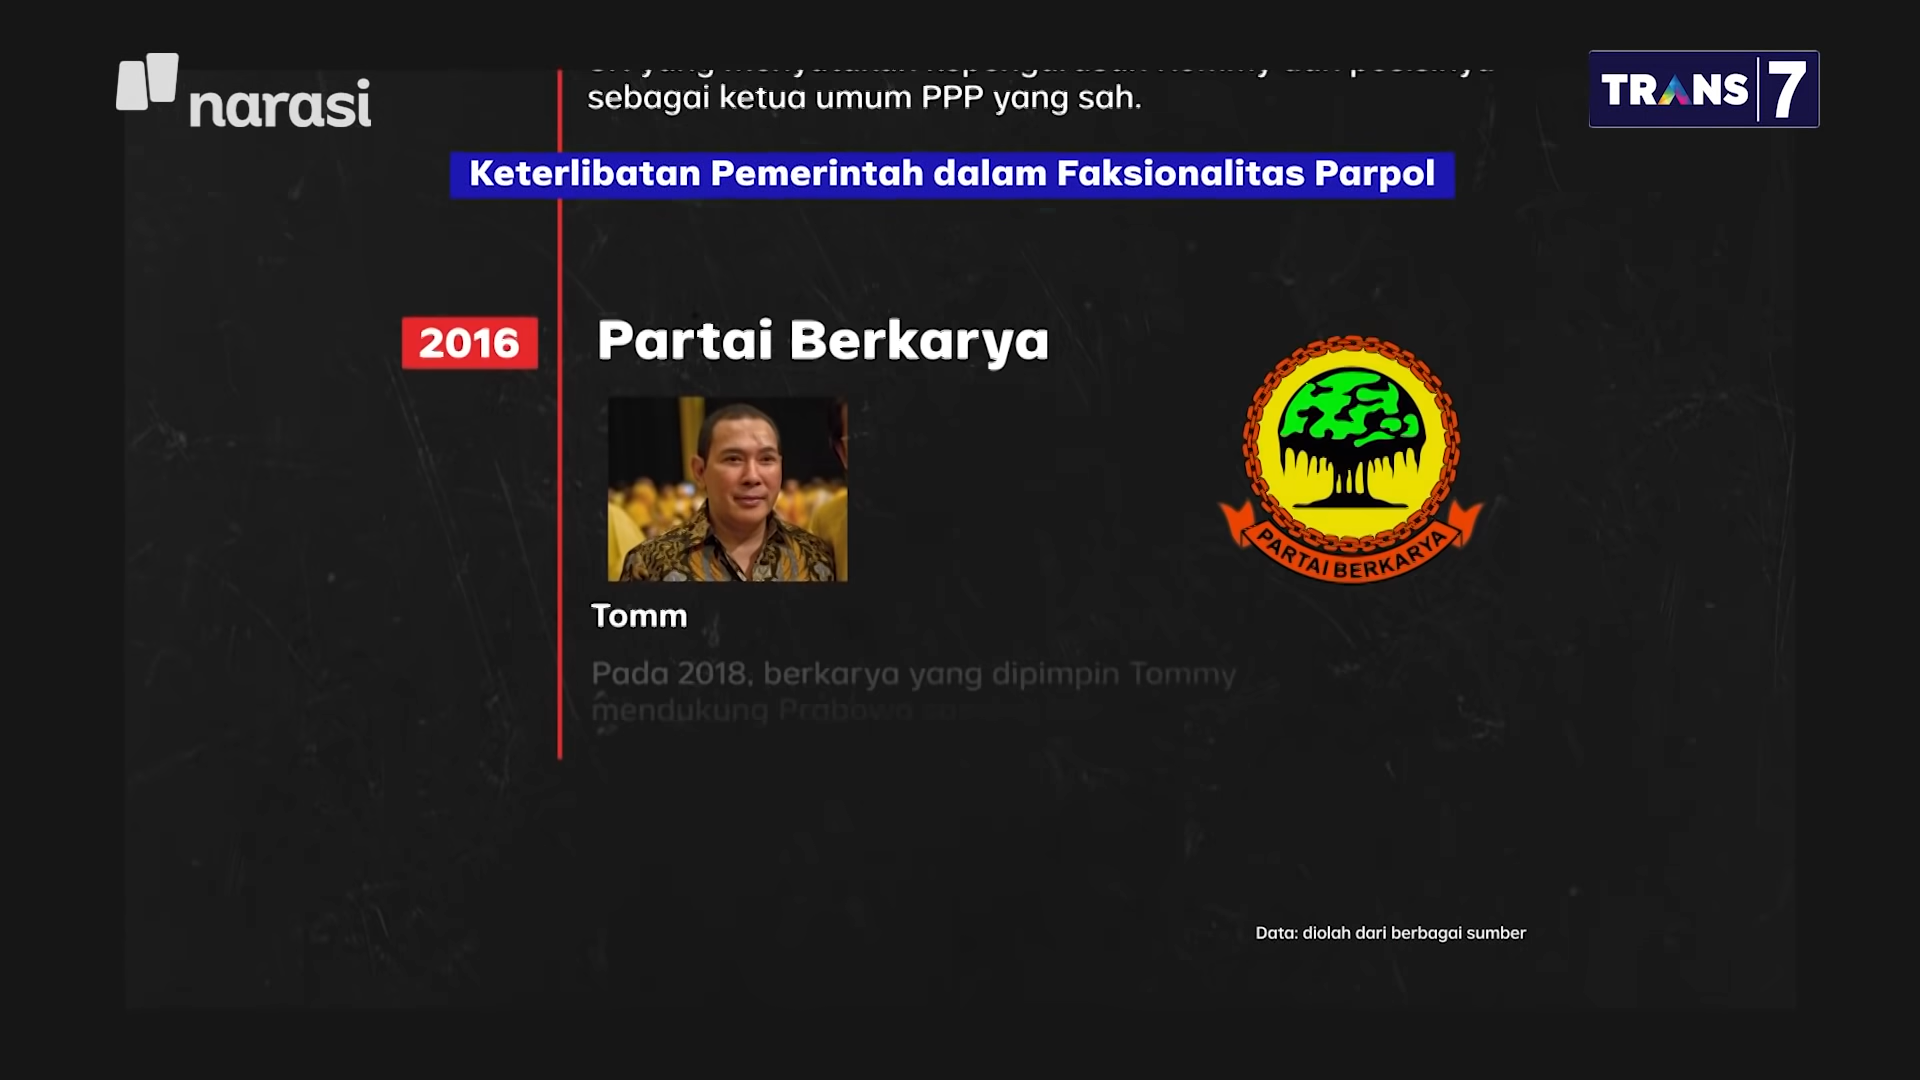 narasi
TRANS 7
sebagai ketua umum PPP yang sah.
Keterlibatan Pemerintah dalam Faksionalitas Parpol
2016
Partai Berkarya
PARTAI BERKARYA
Tomm
Pada 2018, berkarya yang dipimpin Tommy
mendukung Prabowo
Data: diolah dari berbagai sumber